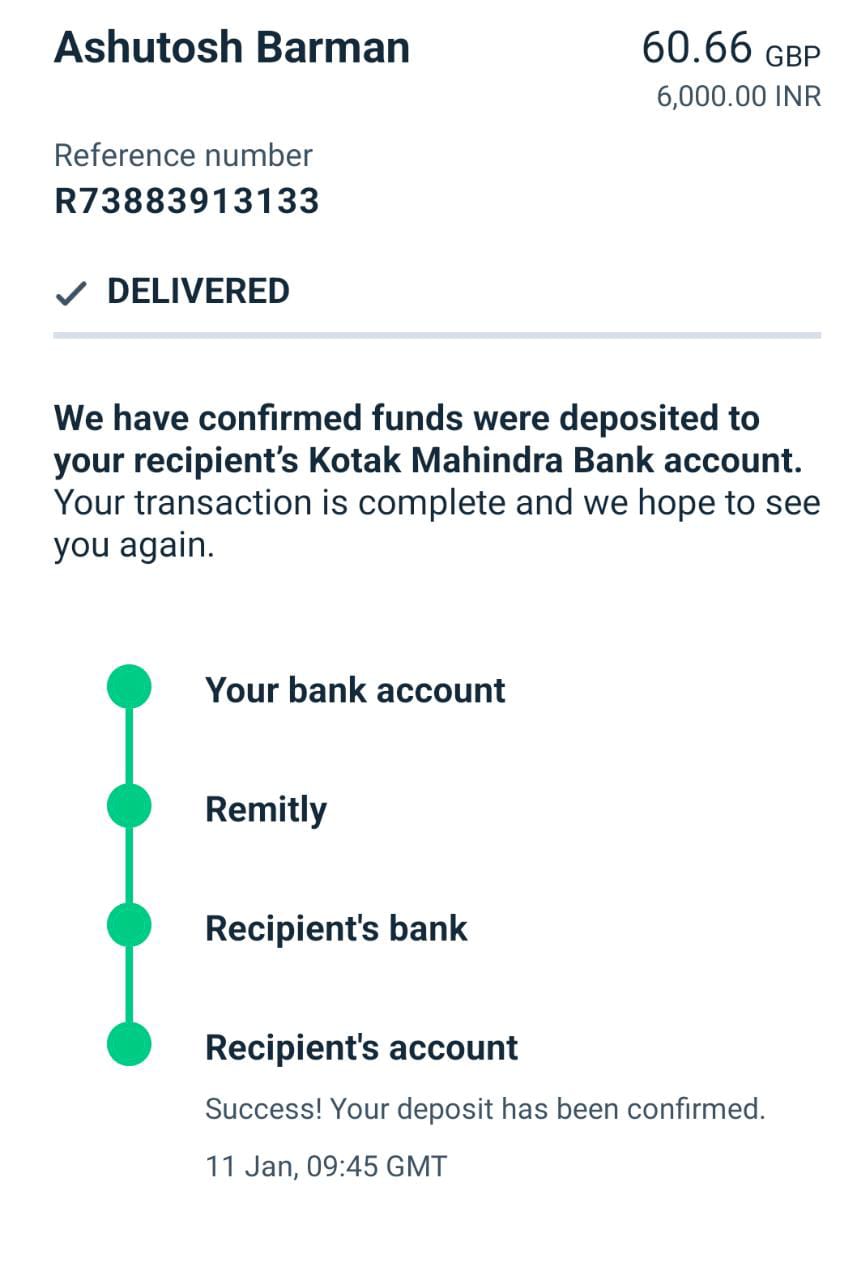 Ashutosh Barman
60.66 GBP
6,000.00 INR
Reference number
R73883913133
DELIVERED
We have confirmed funds were deposited to
your recipient’s Kotak Mahindra Bank account.
Your transaction is complete and we hope to see
you again.
Your bank account
Remitly
Recipient's bank
Recipient's account
Success! Your deposit has been confirmed.
11 Jan, 09:45 GMT